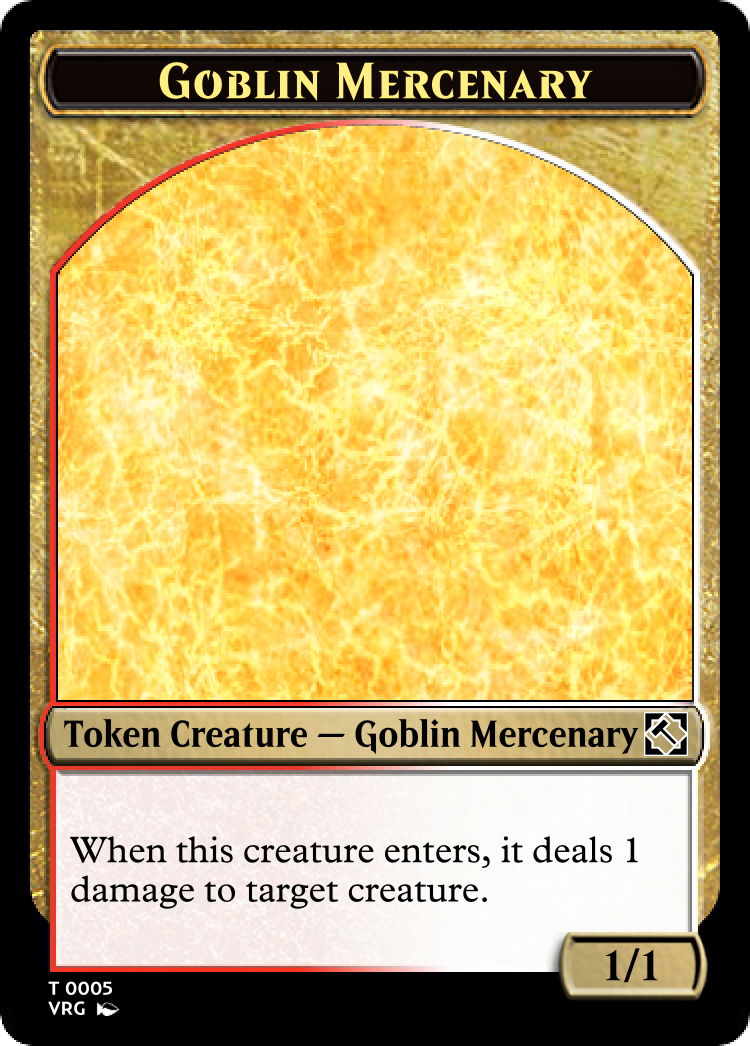 Goblin Mercenary
Token Creature — Goblin Mercenary
When this creature enters, it deals 1
damage to target creature.
1/1
T 0005
VRG